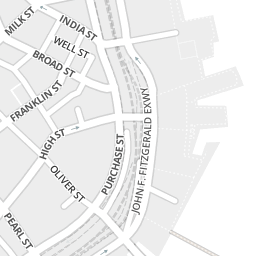 MILK ST
INDIA ST
WELL ST
BROAD ST
FRANKLIN ST
HIGH ST
PURCHASE ST
JOHN F. FITZGERALD EXWY
OLIVER ST
PEARL ST